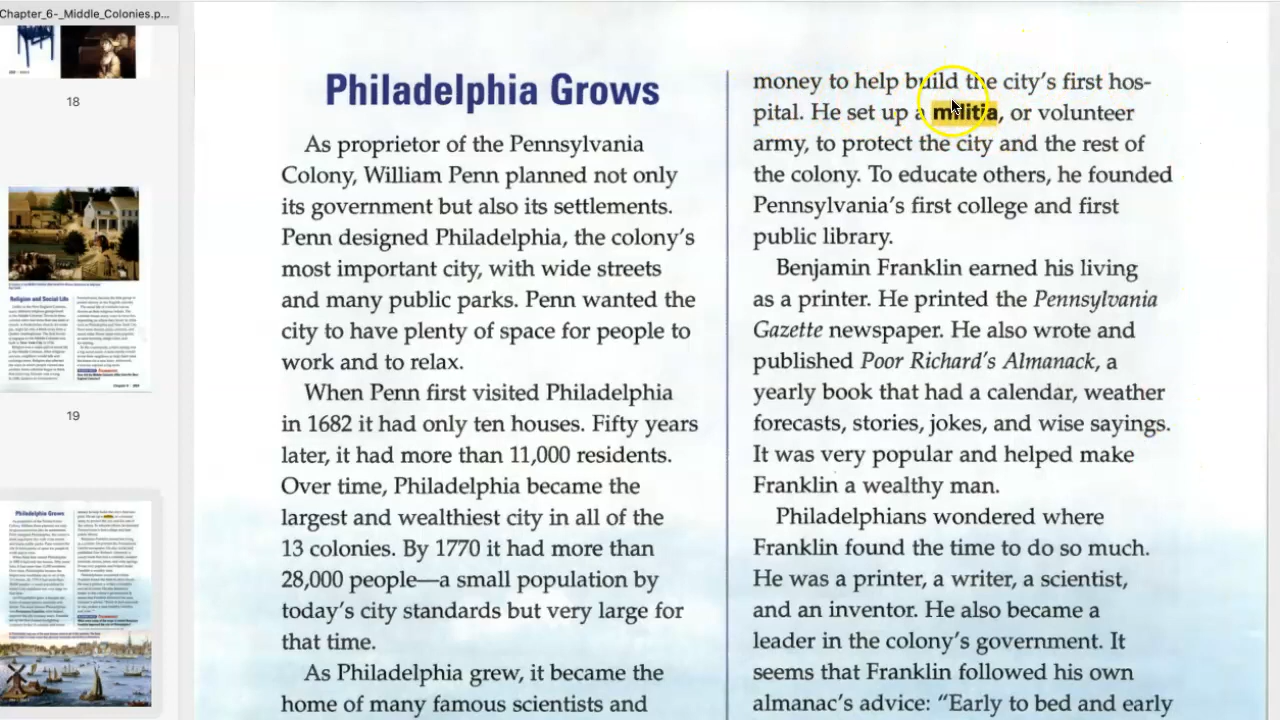 Chapter_6-_Middle_Colonies.p...
18
Religion and Social Life
19
Philadelphia Grows
Philadelphia Grows
As proprietor of the Pennsylvania
Colony, William Penn planned not only
its government but also its settlements.
Penn designed Philadelphia, the colony's
most important city, with wide streets
and many public parks. Penn wanted the
city to have plenty of space for people to
work and to relax.
When Penn first visited Philadelphia
in 1682 it had only ten houses. Fifty years
later, it had more than 11,000 residents.
Over time, Philadelphia became the
largest and wealthiest city in all of the
13 colonies. By 1770 it had more than
28,000 people—a small population by
today's city standards but very large for
that time.
As Philadelphia grew, it became the
home of many famous scientists and
money to help build the city's first hos-
pital. He set up a militia, or volunteer
army, to protect the city and the rest of
the colony. To educate others, he founded
Pennsylvania's first college and first
public library.
Benjamin Franklin earned his living
as a printer. He printed the Pennsylvania
Gazette newspaper. He also wrote and
published Poor Richard's Almanack, a
yearly book that had a calendar, weather
forecasts, stories, jokes, and wise sayings.
It was very popular and helped make
Franklin a wealthy man.
Philadelphians wondered where
Franklin found the time to do so much.
He was a printer, a writer, a scientist,
and an inventor. He also became a
leader in the colony's government. It
seems that Franklin followed his own
almanac's advice: "Early to bed and early